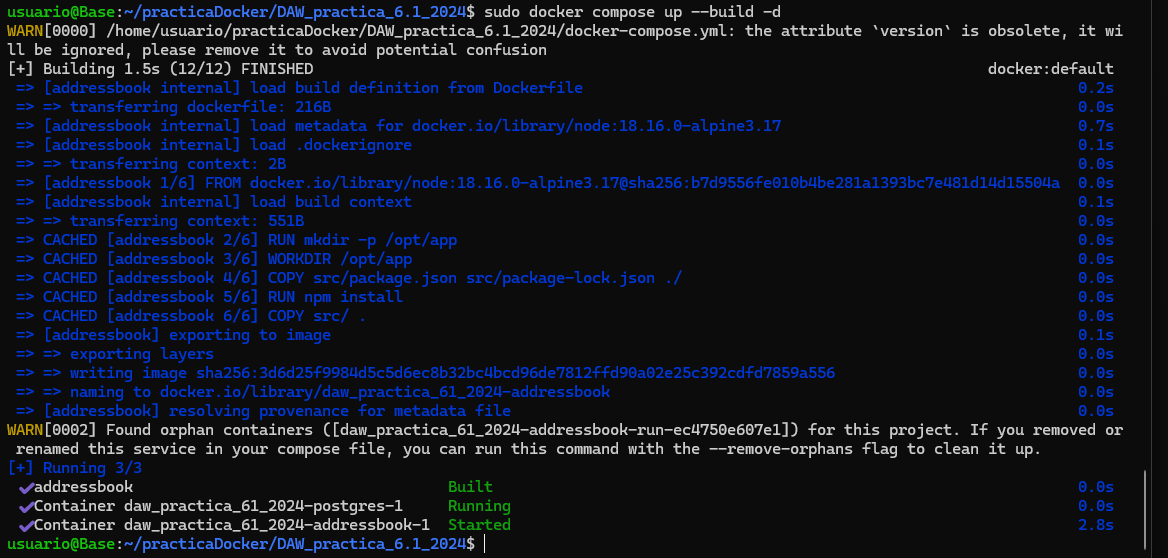 usuario@Base:~/practicaDocker/DAW_practica_6.1_2024$ sudo docker compose up --build -d
WARN[0000] /home/usuario/practicaDocker/DAW_practica_6.1_2024/docker-compose.yml: the attribute `version` is obsolete, it wi
ll be ignored, please remove it to avoid potential confusion
[+] Building 1.5s (12/12) FINISHED docker:default
=> [addressbook internal] load build definition from Dockerfile 0.2s
=> => transferring dockerfile: 216B 0.0s
=> [addressbook internal] load metadata for docker.io/library/node:18.16.0-alpine3.17 0.7s
=> [addressbook internal] load .dockerignore 0.1s
=> => transferring context: 2B 0.0s
=> [addressbook 1/6] FROM docker.io/library/node:18.16.0-alpine3.17@sha256:b7d9556fe010b4be281a1393bc7e481d14d15504a 0.0s
=> [addressbook internal] load build context 0.1s
=> => transferring context: 551B 0.0s
=> CACHED [addressbook 2/6] RUN mkdir -p /opt/app 0.0s
=> CACHED [addressbook 3/6] WORKDIR /opt/app 0.0s
=> CACHED [addressbook 4/6] COPY src/package.json src/package-lock.json ./ 0.0s
=> CACHED [addressbook 5/6] RUN npm install 0.0s
=> CACHED [addressbook 6/6] COPY src/ . 0.0s
=> [addressbook] exporting to image 0.1s
=> => exporting layers 0.0s
=> => writing image sha256:3d6d25f9984d5c5d6ec8b32bc4bcd96de7812ffd90a02e25c392cdfd7859a556 0.0s
=> => naming to docker.io/library/daw_practica_61_2024-addressbook 0.0s
=> [addressbook] resolving provenance for metadata file 0.0s
WARN[0002] Found orphan containers ([daw_practica_61_2024-addressbook-run-ec4750e607e1]) for this project. If you removed or
renamed this service in your compose file, you can run this command with the --remove-orphans flag to clean it up.
[+] Running 3/3
✔addressbook Built 0.0s
✔Container daw_practica_61_2024-postgres-1 Running 0.0s
✔Container daw_practica_61_2024-addressbook-1 Started 2.8s
usuario@Base:~/practicaDocker/DAW_practica_6.1_2024$